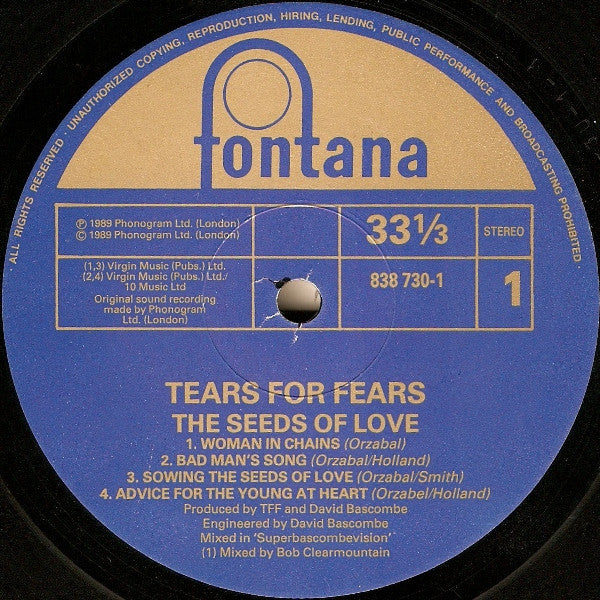 · ALL RIGHTS RESERVED · UNAUTHORIZED COPYING, REPRODUCTION, HIRING, LENDING, PUBLIC PERFORMANCE AND BROADCASTING PROHIBITED
fontana
℗ 1989 Phonogram Ltd. (London)
© 1989 Phonogram Ltd. (London)
33⅓
STEREO
(1,3) Virgin Music (Pubs.) Ltd.
(2,4) Virgin Music (Pubs.) Ltd./
10 Music Ltd
Original sound recording
made by Phonogram
Ltd. (London)
838 730-1
1
TEARS FOR FEARS
THE SEEDS OF LOVE
1. WOMAN IN CHAINS (Orzabal)
2. BAD MAN'S SONG (Orzabal/Holland)
3. SOWING THE SEEDS OF LOVE (Orzabal/Smith)
4. ADVICE FOR THE YOUNG AT HEART (Orzabel/Holland)
Produced by TFF and David Bascombe
Engineered by David Bascombe
Mixed in 'Superbascombevision'
(1) Mixed by Bob Clearmountain